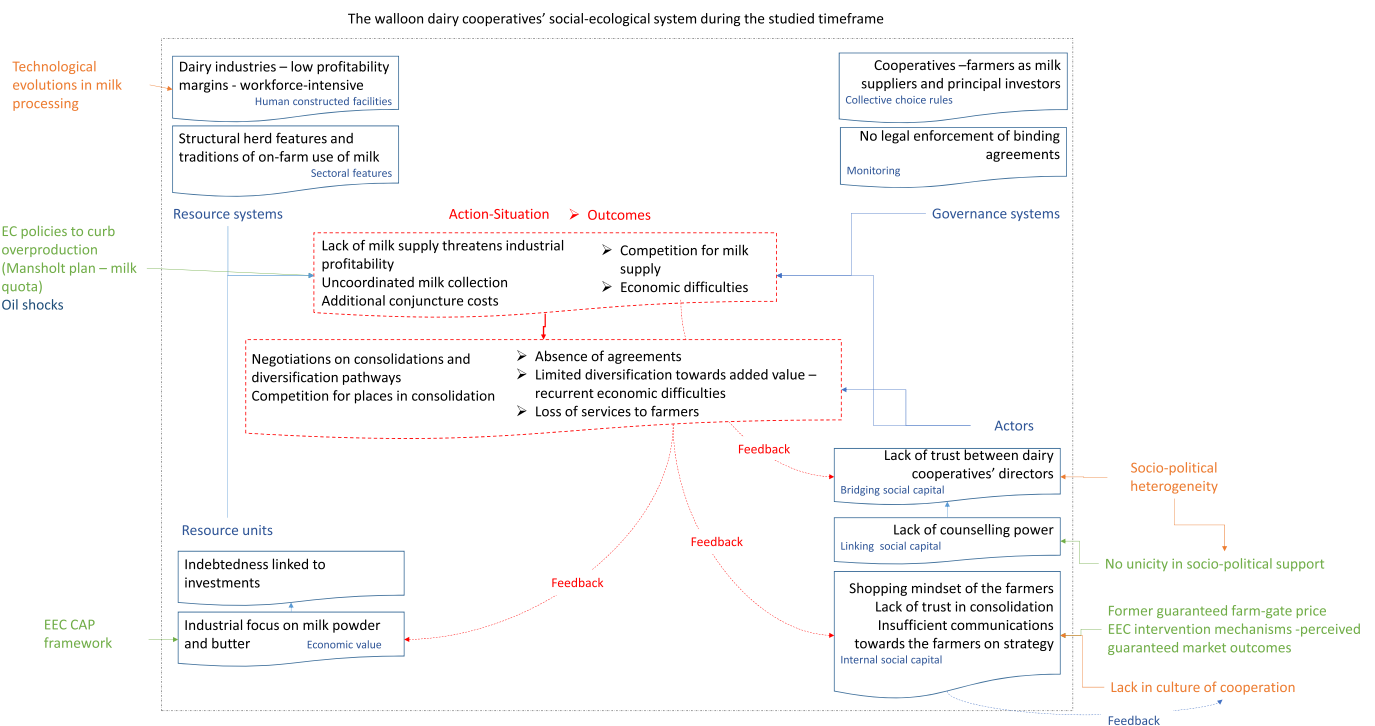 The walloon dairy cooperatives’ social-ecological system during the studied timeframe
Technological
evolutions in milk
processing
Dairy industries – low profitability
margins - workforce-intensive
Human constructed facilities
Structural herd features and
traditions of on-farm use of milk
Sectoral features
Cooperatives –farmers as milk
suppliers and principal investors
Collective choice rules
No legal enforcement of binding
agreements
Monitoring
Resource systems
Action-Situation ➢ Outcomes
Governance systems
EC policies to curb
overproduction
(Mansholt plan – milk
quota)
Oil shocks
Lack of milk supply threatens industrial
profitability
Uncoordinated milk collection
Additional conjuncture costs
➢ Competition for milk
supply
➢ Economic difficulties
Negotiations on consolidations and
diversification pathways
Competition for places in consolidation
➢ Absence of agreements
➢ Limited diversification towards added value –
recurrent economic difficulties
➢ Loss of services to farmers
Actors
Feedback
Lack of trust between dairy
cooperatives’ directors
Bridging social capital
Socio-political
heterogeneity
Resource units
Lack of counselling power
Linking social capital
Feedback
No unicity in socio-political support
Indebtedness linked to
investments
Feedback
Shopping mindset of the farmers
Lack of trust in consolidation
Insufficient communications
towards the farmers on strategy
Internal social capital
EEC CAP
framework
Industrial focus on milk powder
and butter
Economic value
Former guaranteed farm-gate price
EEC intervention mechanisms -perceived
guaranteed market outcomes
Lack in culture of cooperation
Feedback